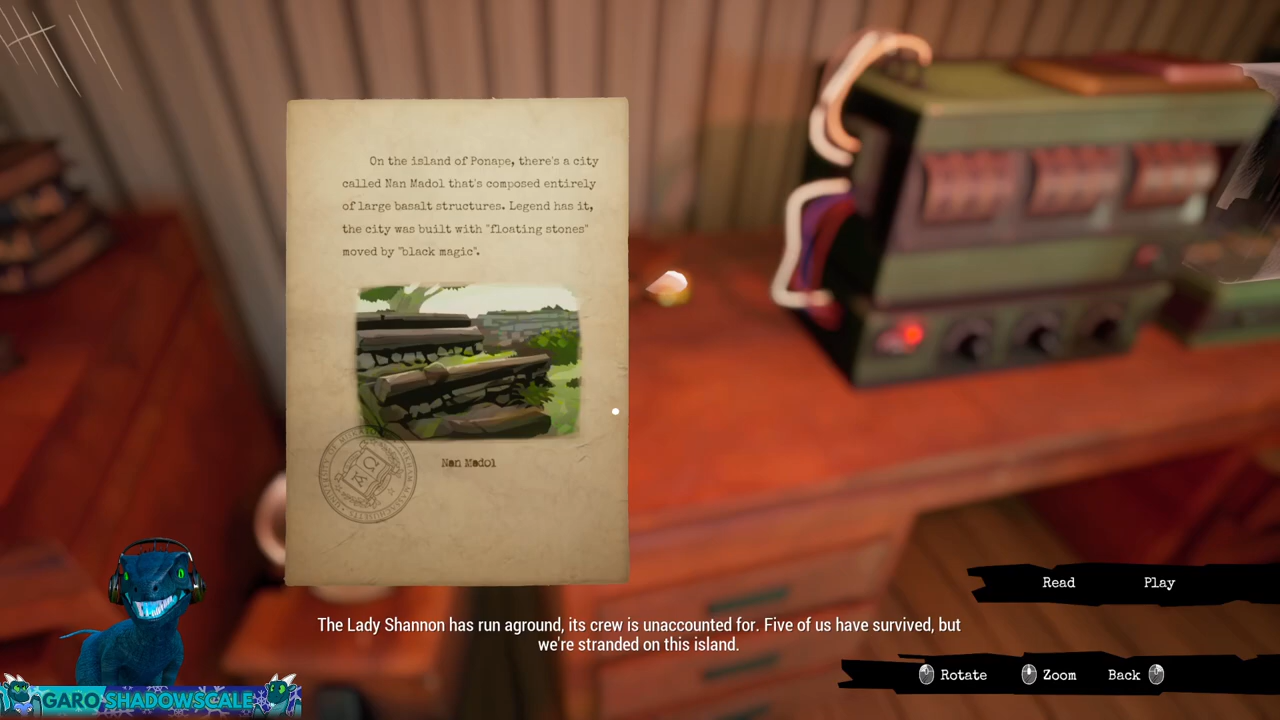 On the island of Ponape, there's a city
called Nan Madol that's composed entirely
of large basalt structures. Legend has it,
the city was built with "floating stones"
moved by "black magic".
Nan Madol
The Lady Shannon has run aground, its crew is unaccounted for. Five of us have survived, but
we're stranded on this island.
Read Play
Rotate Zoom Back
GARO SHADOWSCALE